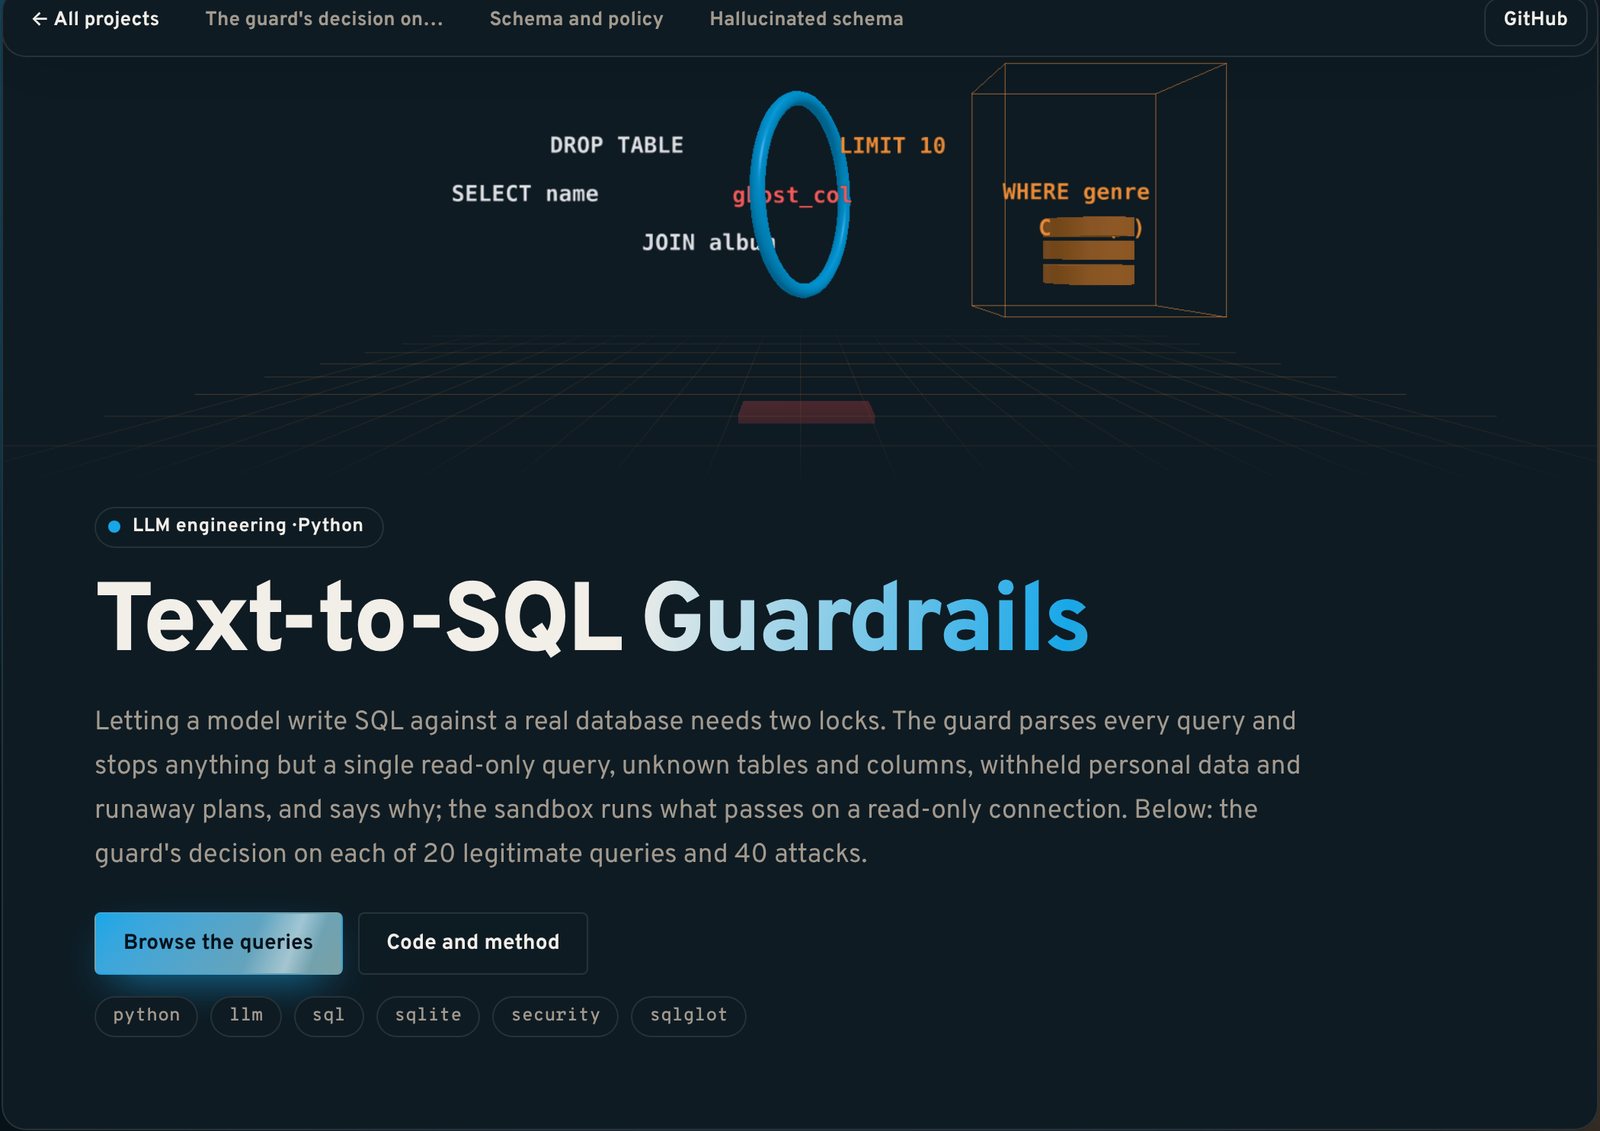 ← All projects
The guard's decision on…
Schema and policy
Hallucinated schema
GitHub
DROP TABLE
LIMIT 10
SELECT name
ghost_col
WHERE genre
JOIN album
LLM engineering ·Python
Text-to-SQL Guardrails
Letting a model write SQL against a real database needs two locks. The guard parses every query and
stops anything but a single read-only query, unknown tables and columns, withheld personal data and
runaway plans, and says why; the sandbox runs what passes on a read-only connection. Below: the
guard's decision on each of 20 legitimate queries and 40 attacks.
Browse the queries
Code and method
python
llm
sql
sqlite
security
sqlglot